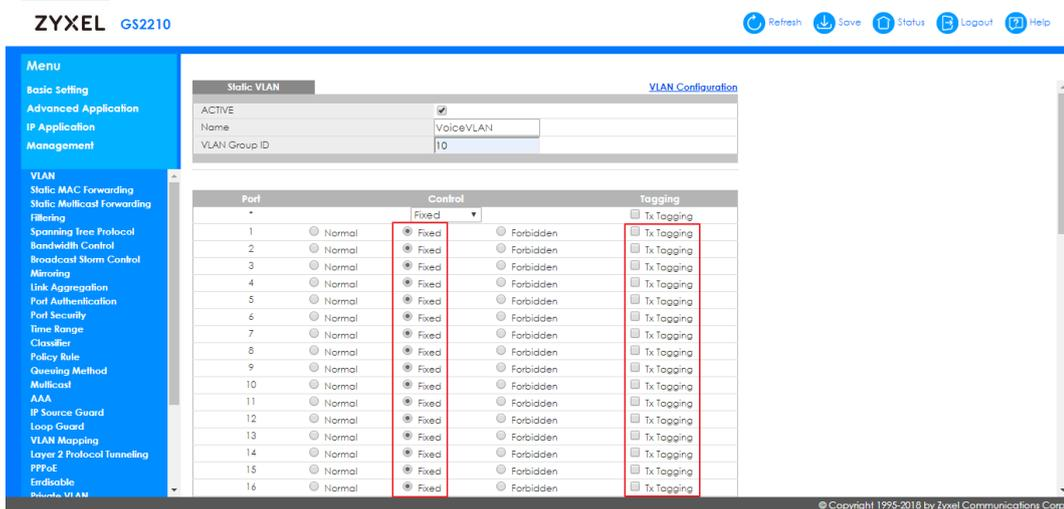 ZYXEL GS2210
Refresh Save Status Logout Help
Menu
Basic Setting
Advanced Application
IP Application
Management
VLAN
Static MAC Forwarding
Static Multicast Forwarding
Filtering
Spanning Tree Protocol
Bandwidth Control
Broadcast Storm Control
Mirroring
Link Aggregation
Port Authentication
Port Security
Time Range
Classifier
Policy Rule
Queuing Method
Multicast
AAA
IP Source Guard
Loop Guard
VLAN Mapping
Layer 2 Protocol Tunneling
PPPoE
Errdisable
Private VLAN
Static VLAN VLAN Configuration
ACTIVE
Name VoiceVLAN
VLAN Group ID 10
Port Control Tagging
* Fixed Tx Tagging
1 Normal Fixed Forbidden Tx Tagging
2 Normal Fixed Forbidden Tx Tagging
3 Normal Fixed Forbidden Tx Tagging
4 Normal Fixed Forbidden Tx Tagging
5 Normal Fixed Forbidden Tx Tagging
6 Normal Fixed Forbidden Tx Tagging
7 Normal Fixed Forbidden Tx Tagging
8 Normal Fixed Forbidden Tx Tagging
9 Normal Fixed Forbidden Tx Tagging
10 Normal Fixed Forbidden Tx Tagging
11 Normal Fixed Forbidden Tx Tagging
12 Normal Fixed Forbidden Tx Tagging
13 Normal Fixed Forbidden Tx Tagging
14 Normal Fixed Forbidden Tx Tagging
15 Normal Fixed Forbidden Tx Tagging
16 Normal Fixed Forbidden Tx Tagging
© Copyright 1995-2018 by Zyxel Communications Corp